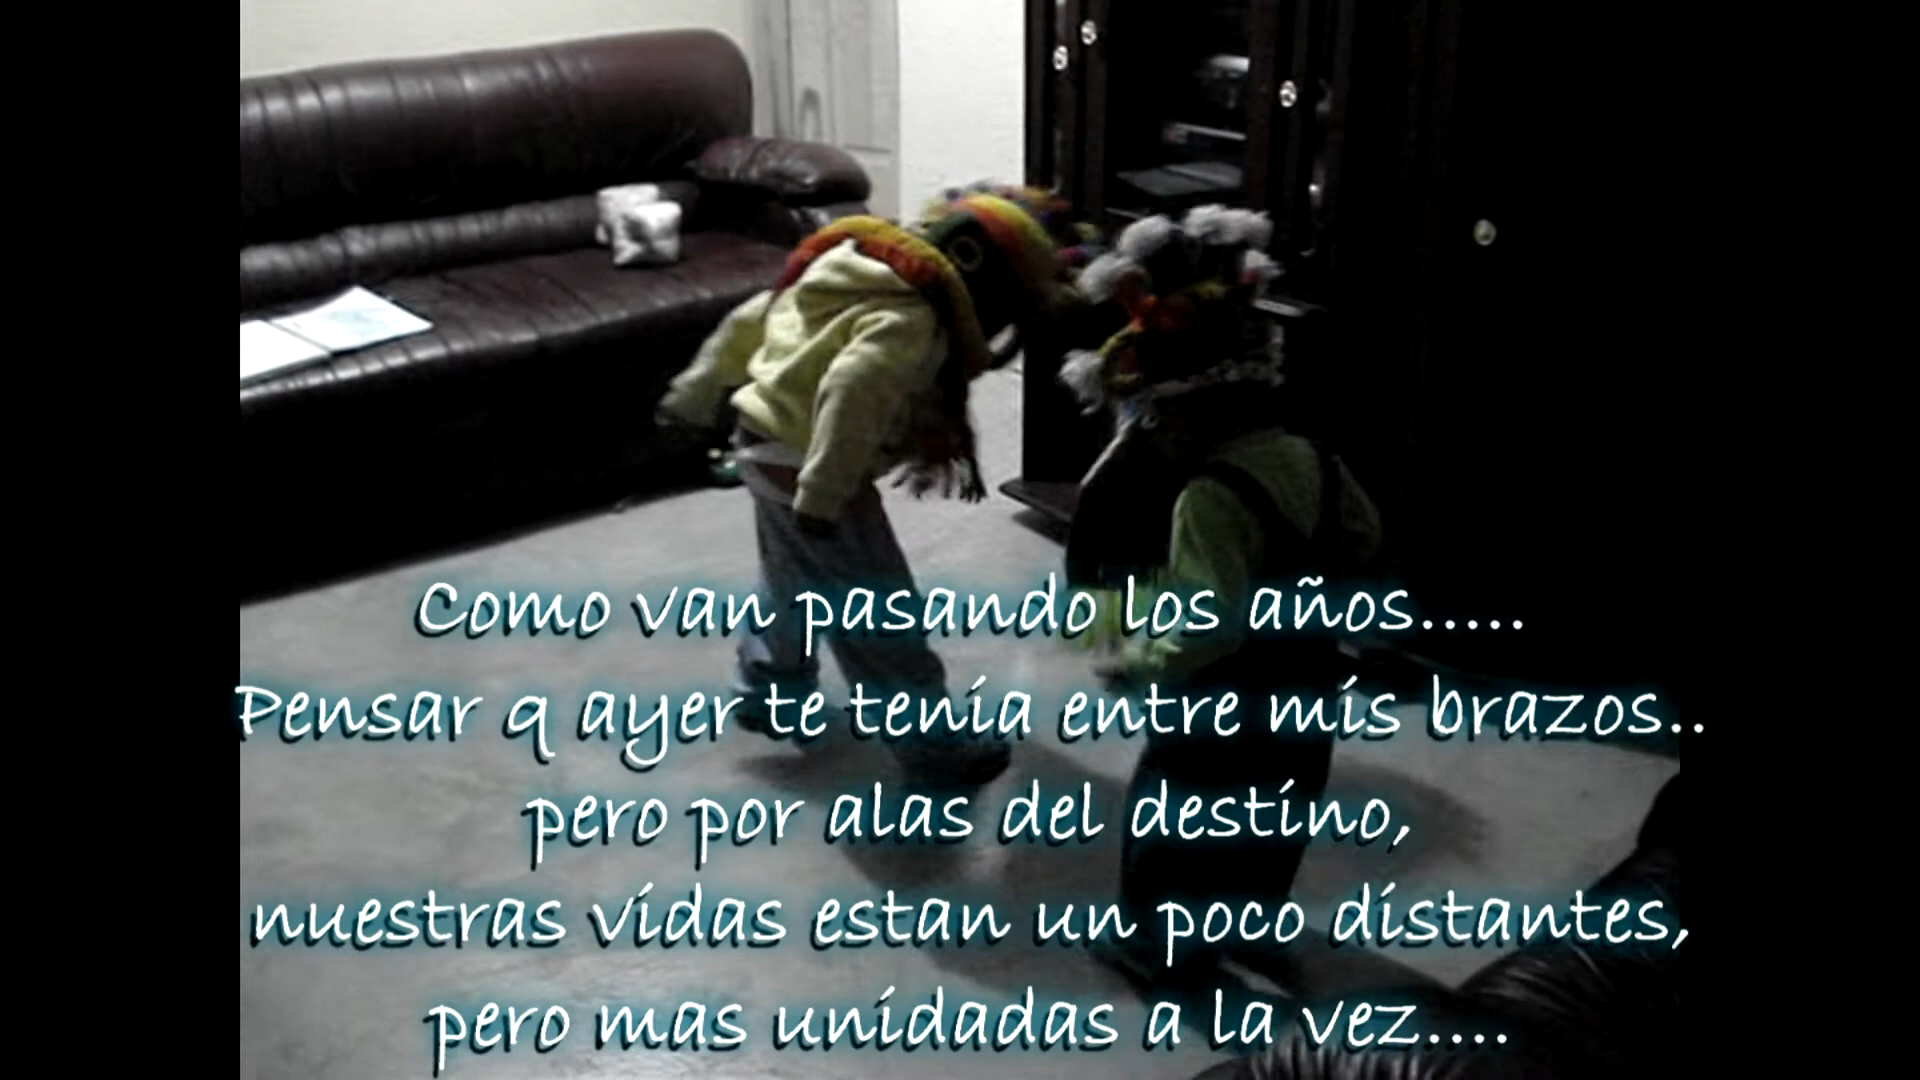 Como van pasando los años.....
Pensar q ayer te tenía entre mis brazos..
pero por alas del destino,
nuestras vidas estan un poco distantes,
pero mas unidadas a la vez....